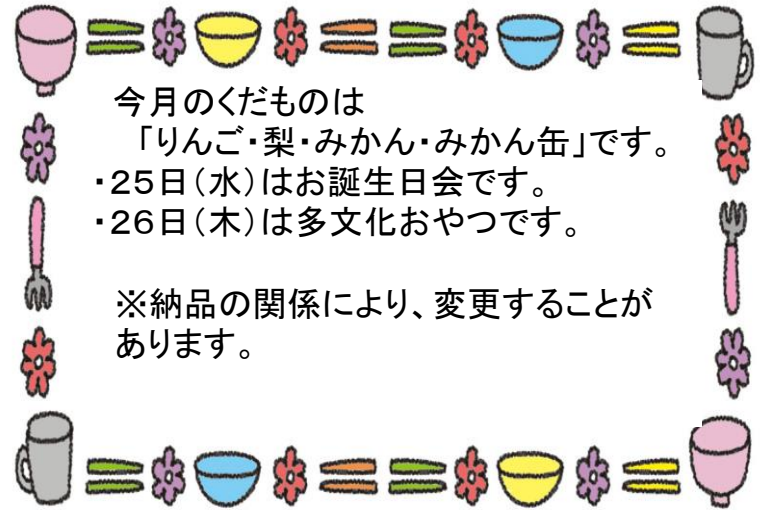 今月のくだものは
「りんご・梨・みかん・みかん缶」です。
・25日(水)はお誕生日会です。
・26日(木)は多文化おやつです。
※納品の関係により、変更することが
あります。